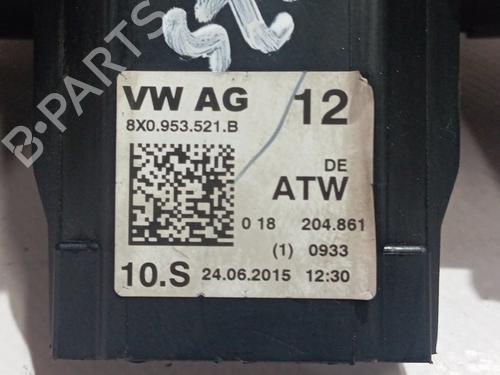 VW AG 12
8X0.953.521.B
DE
ATW
0 18 204.861
(1) 0933
10.S 24.06.2015 12:30
B-PARTS